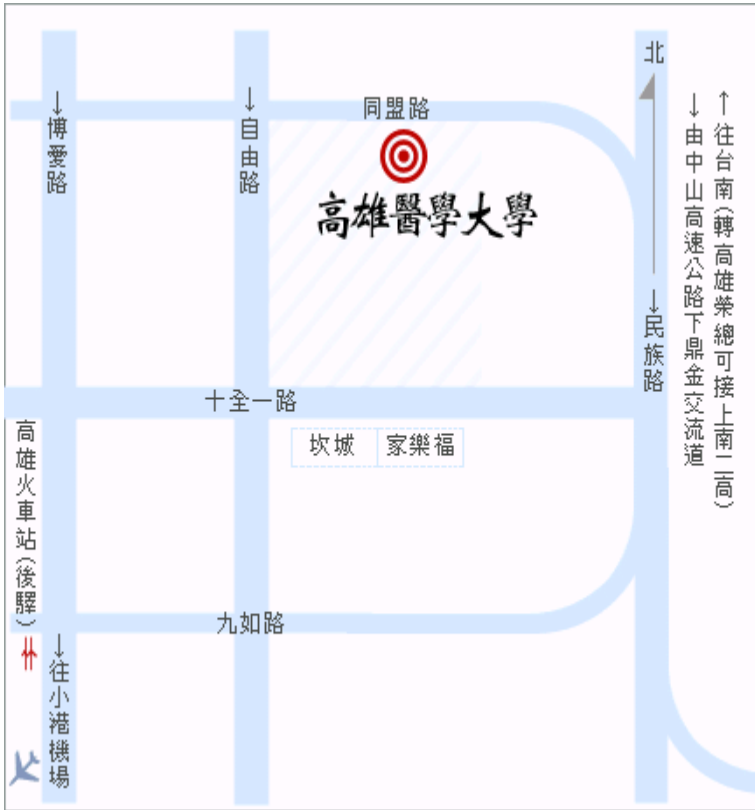 北
同盟路
↓博愛路
↓自由路
高雄醫學大學
↑往台南(轉高雄榮總可接上南二高)
↓由中山高速公路下鼎金交流道
↓民族路
十全一路
坎城
家樂福
高雄火車站(後驛)
九如路
↓往小港機場